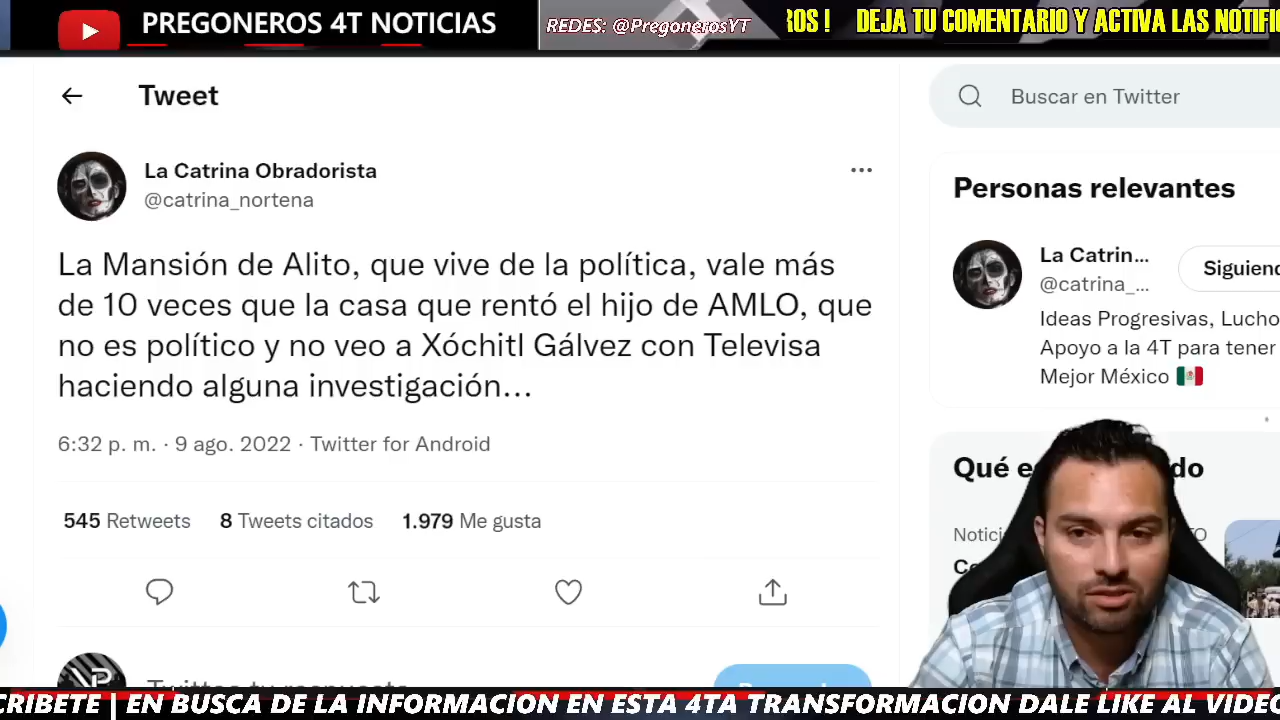 PREGONEROS 4T NOTICIAS
REDES: @PregonerosYT
ROS ! DEJA TU COMENTARIO Y ACTIVA LAS NOTIFIC
Tweet
Buscar en Twitter
La Catrina Obradorista
@catrina_nortena
La Mansión de Alito, que vive de la política, vale más
de 10 veces que la casa que rentó el hijo de AMLO, que
no es político y no veo a Xóchitl Gálvez con Televisa
haciendo alguna investigación...
6:32 p. m. · 9 ago. 2022 · Twitter for Android
545 Retweets 8 Tweets citados 1.979 Me gusta
Personas relevantes
La Catrin...
@catrina_...
Siguiend
Ideas Progresivas, Lucho
Apoyo a la 4T para tener
Mejor México
Qué e
do
Notici
CRIBETE | EN BUSCA DE LA INFORMACION EN ESTA 4TA TRANSFORMACION DALE LIKE AL VIDEO